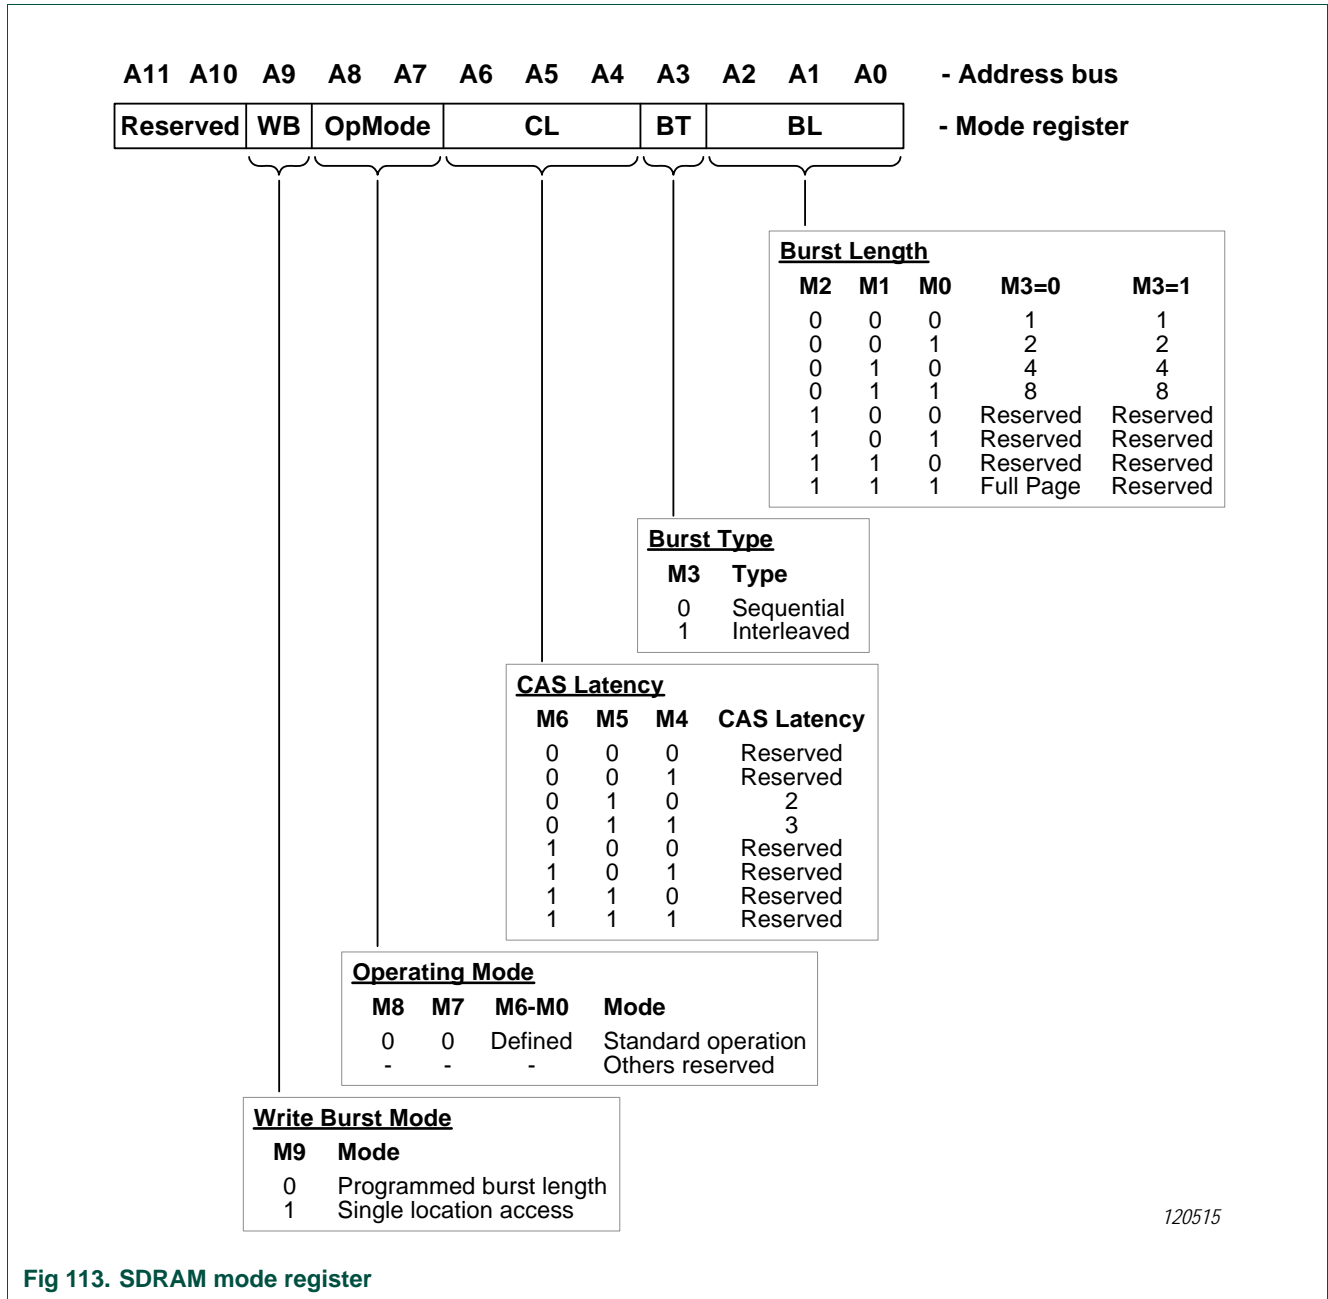 A11 A10 A9 A8 A7 A6 A5 A4 A3 A2 A1 A0 - Address bus
Reserved WB OpMode CL BT BL - Mode register
Burst Length
M2 M1 M0 M3=0 M3=1
0 0 0 1 1
0 0 1 2 2
0 1 0 4 4
0 1 1 8 8
1 0 0 Reserved Reserved
1 0 1 Reserved Reserved
1 1 0 Reserved Reserved
1 1 1 Full Page Reserved
Burst Type
M3 Type
0 Sequential
1 Interleaved
CAS Latency
M6 M5 M4 CAS Latency
0 0 0 Reserved
0 0 1 Reserved
0 1 0 2
0 1 1 3
1 0 0 Reserved
1 0 1 Reserved
1 1 0 Reserved
1 1 1 Reserved
Operating Mode
M8 M7 M6-M0 Mode
0 0 Defined Standard operation
- - - Others reserved
Write Burst Mode
M9 Mode
0 Programmed burst length
1 Single location access
120515
Fig 113. SDRAM mode register